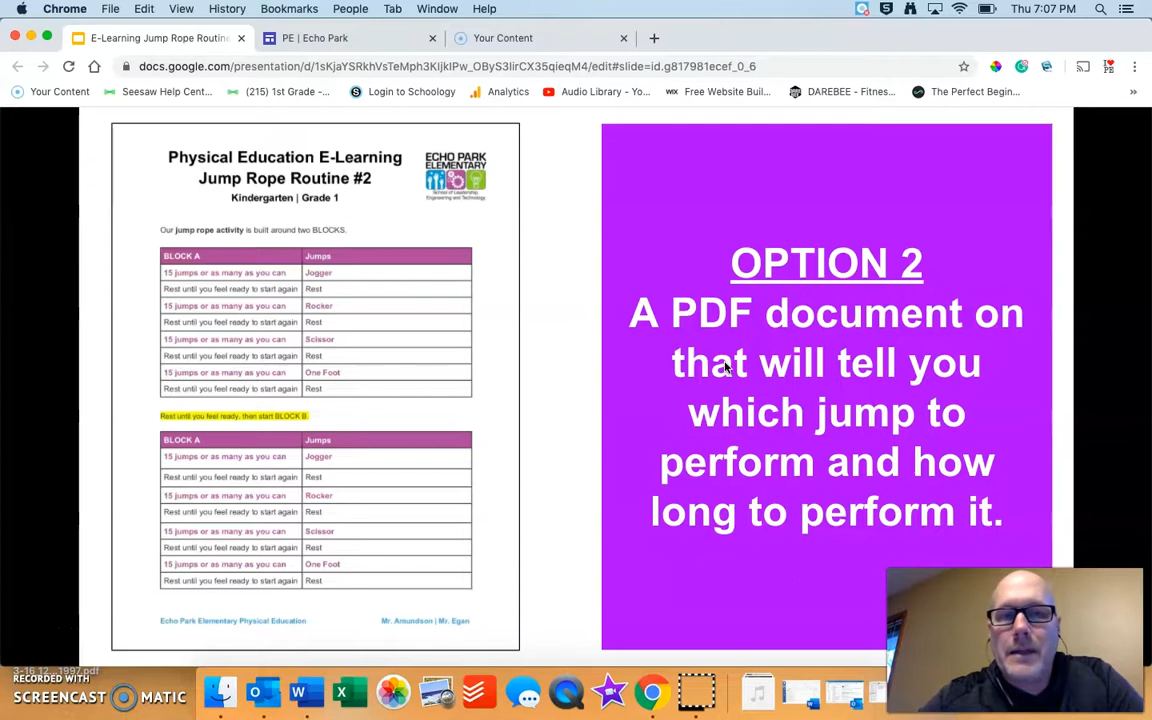 Chrome File Edit View History Bookmarks People Tab Window Help Thu 7:07 PM
E-Learning Jump Rope Routine PE | Echo Park Your Content
docs.google.com/presentation/d/1sKjaYSRkhVsTeMph3KIjkIPw_OByS3IirCX35qieqM4/edit#slide=id.g817981ecef_0_6
Your Content Seesaw Help Cent... (215) 1st Grade -... Login to Schoology Analytics Audio Library - Yo... WIX Free Website Buil... DAREBEE - Fitnes... The Perfect Begin...
Physical Education E-Learning
Jump Rope Routine #2
Kindergarten | Grade 1
ECHO PARK
ELEMENTARY
School of Leadership,
Engineering and Technology
Our jump rope activity is built around two BLOCKS.
BLOCK A Jumps
15 jumps or as many as you can Jogger
Rest until you feel ready to start again Rest
15 jumps or as many as you can Rocker
Rest until you feel ready to start again Rest
15 jumps or as many as you can Scissor
Rest until you feel ready to start again Rest
15 jumps or as many as you can One Foot
Rest until you feel ready to start again Rest
Rest until you feel ready, then start BLOCK B.
BLOCK A Jumps
15 jumps or as many as you can Jogger
Rest until you feel ready to start again Rest
15 jumps or as many as you can Rocker
Rest until you feel ready to start again Rest
15 jumps or as many as you can Scissor
Rest until you feel ready to start again Rest
15 jumps or as many as you can One Foot
Rest until you feel ready to start again Rest
Echo Park Elementary Physical Education Mr. Amundson | Mr. Egan
OPTION 2
A PDF document on
that will tell you
which jump to
perform and how
long to perform it.
3-16 12...1997.pdf
RECORDED WITH
SCREENCAST MATIC